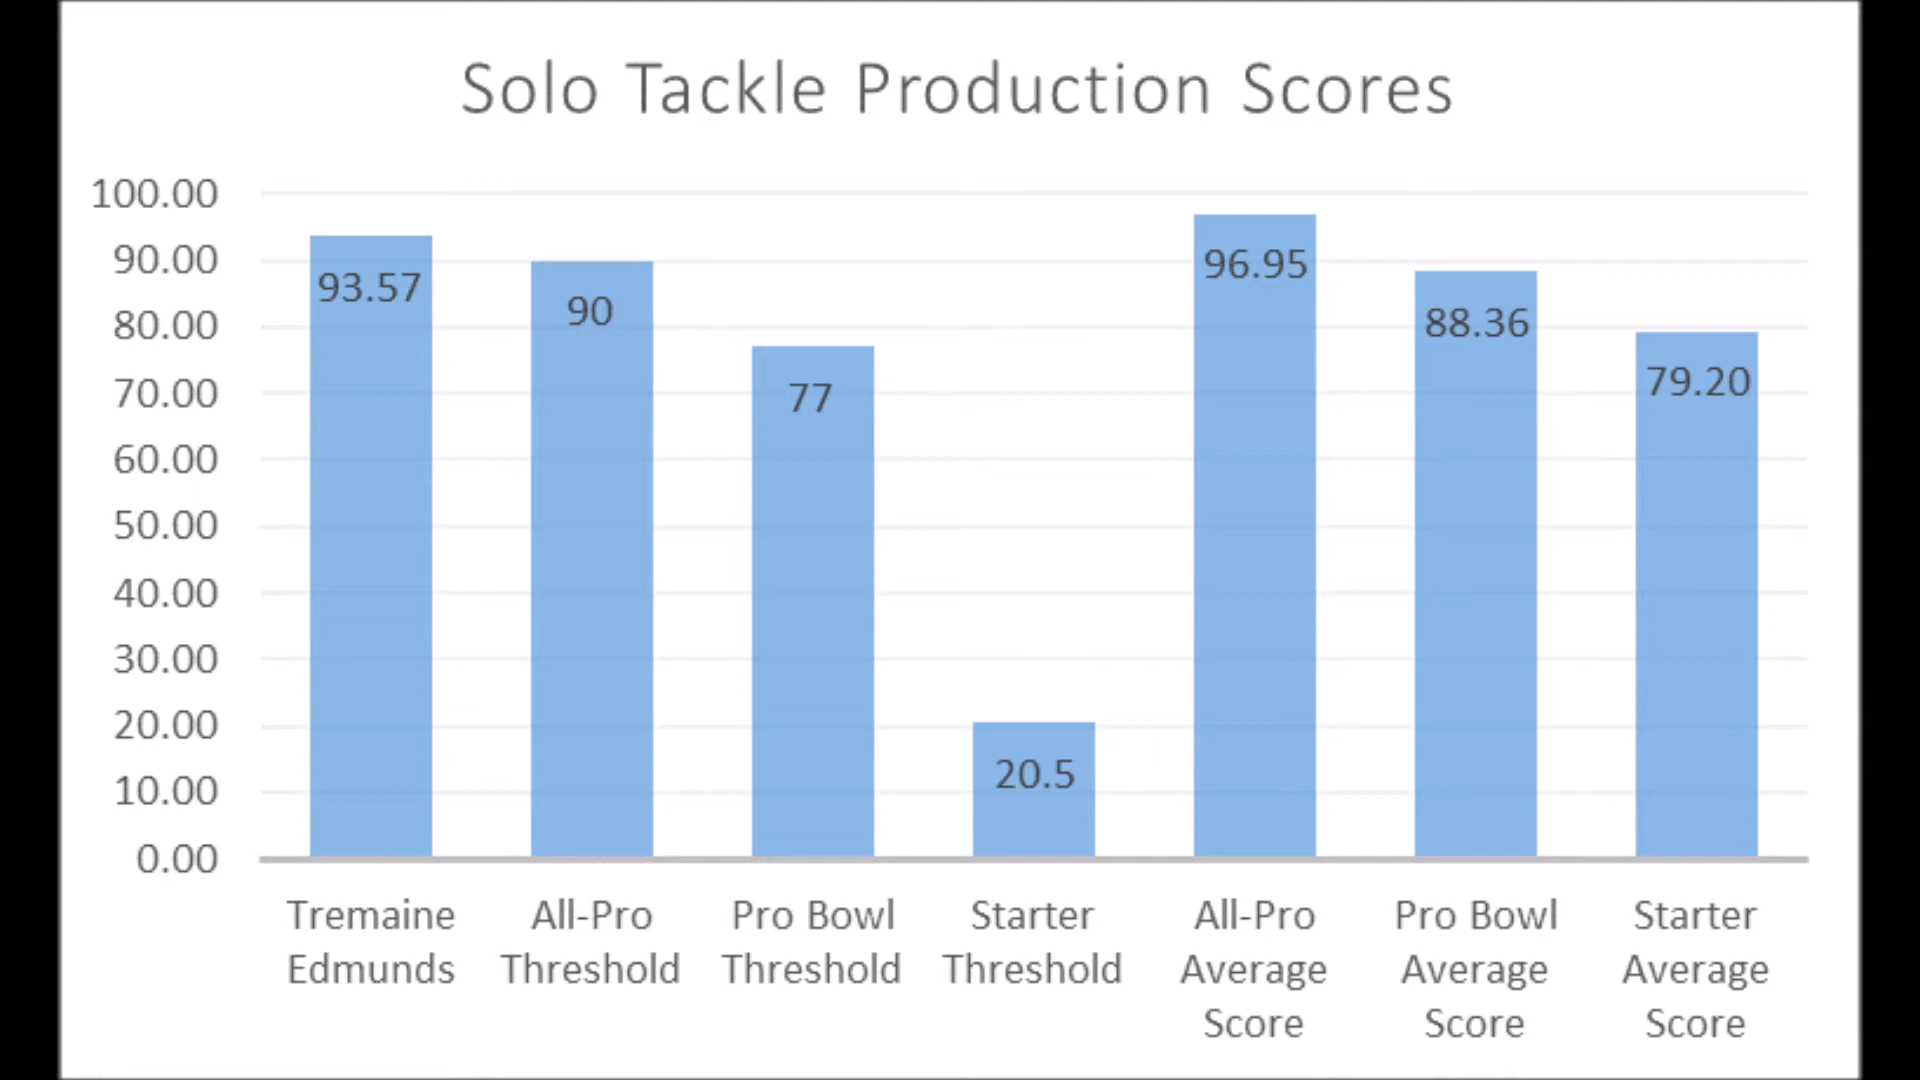 Solo Tackle Production Scores
100.00
90.00
80.00
70.00
60.00
50.00
40.00
30.00
20.00
10.00
0.00
93.57
90
77
20.5
96.95
88.36
79.20
Tremaine
Edmunds
All-Pro
Threshold
Pro Bowl
Threshold
Starter
Threshold
All-Pro
Average
Score
Pro Bowl
Average
Score
Starter
Average
Score